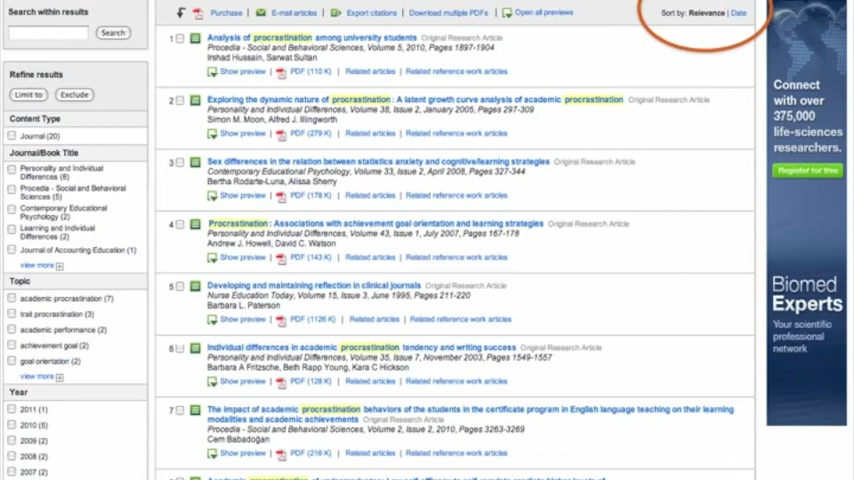 Search within results
Search
Refine results
Limit to
Exclude
Content Type
Journal (20)
Journal/Book Title
Personality and Individual
Differences (8)
Procedia - Social and Behavioral
Sciences (5)
Contemporary Educational
Psychology (2)
Learning and Individual
Differences (2)
Journal of Accounting Education (1)
view more
Topic
academic procrastination (7)
trait procrastination (3)
academic performance (2)
achievement goal (2)
goal orientation (2)
view more
Year
2011 (1)
2010 (5)
2009 (2)
2008 (2)
2007 (2)
Purchase | E-mail articles | Export citations | Download multiple PDFs | Open all previews
Sort by: Relevance | Date
1 Analysis of procrastination among university students Original Research Article
Procedia - Social and Behavioral Sciences, Volume 5, 2010, Pages 1897-1904
Irshad Hussain, Sarwat Sultan
Show preview | PDF (110 K) | Related articles | Related reference work articles
2 Exploring the dynamic nature of procrastination: A latent growth curve analysis of academic procrastination Original Research Article
Personality and Individual Differences, Volume 38, Issue 2, January 2005, Pages 297-309
Simon M. Moon, Alfred J. Illingworth
Show preview | PDF (279 K) | Related articles | Related reference work articles
3 Sex differences in the relation between statistics anxiety and cognitive/learning strategies Original Research Article
Contemporary Educational Psychology, Volume 33, Issue 2, April 2008, Pages 327-344
Bertha Rodarte-Luna, Alissa Sherry
Show preview | PDF (178 K) | Related articles | Related reference work articles
4 Procrastination: Associations with achievement goal orientation and learning strategies Original Research Article
Personality and Individual Differences, Volume 43, Issue 1, July 2007, Pages 167-178
Andrew J. Howell, David C. Watson
Show preview | PDF (143 K) | Related articles | Related reference work articles
5 Developing and maintaining reflection in clinical journals Original Research Article
Nurse Education Today, Volume 15, Issue 3, June 1995, Pages 211-220
Barbara L. Paterson
Show preview | PDF (1126 K) | Related articles | Related reference work articles
6 Individual differences in academic procrastination tendency and writing success Original Research Article
Personality and Individual Differences, Volume 35, Issue 7, November 2003, Pages 1549-1557
Barbara A Fritzsche, Beth Rapp Young, Kara C Hickson
Show preview | PDF (128 K) | Related articles | Related reference work articles
7 The impact of academic procrastination behaviors of the students in the certificate program in English language teaching on their learning
modalities and academic achievements Original Research Article
Procedia - Social and Behavioral Sciences, Volume 2, Issue 2, 2010, Pages 3263-3269
Cem Babadoğan
Show preview | PDF (216 K) | Related articles | Related reference work articles
Connect
with over
375,000
life-sciences
researchers.
Register for free
Biomed
Experts
Your scientific
professional
network